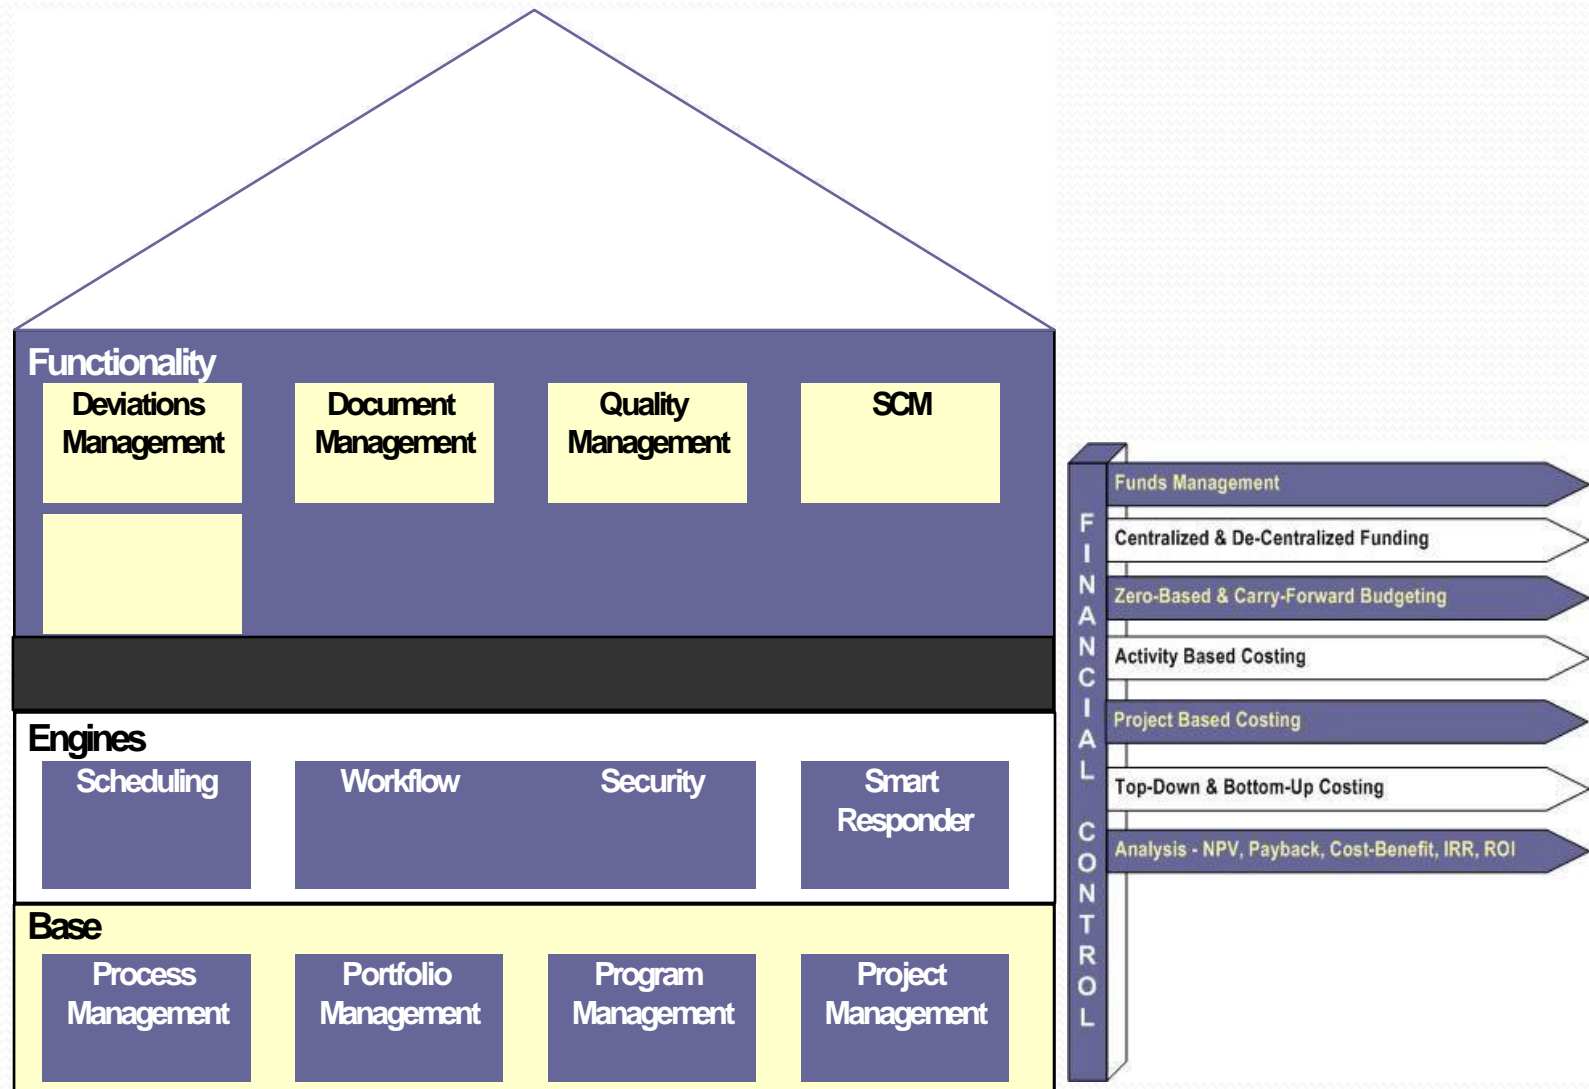 Functionality
Deviations
Management
Document
Management
Quality
Management
SCM
Engines
Scheduling
Workflow
Security
Smart
Responder
Base
Process
Management
Portfolio
Management
Program
Management
Project
Management
FINANCIAL CONTROL
Funds Management
Centralized & De-Centralized Funding
Zero-Based & Carry-Forward Budgeting
Activity Based Costing
Project Based Costing
Top-Down & Bottom-Up Costing
Analysis - NPV, Payback, Cost-Benefit, IRR, ROI